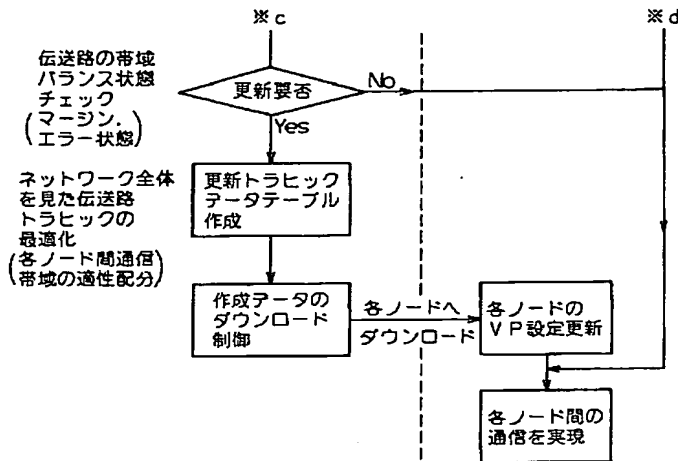 ※c
※d
伝送路の帯域
バランス状態
チェック
(マージン.
エラー状態)
更新要否
No
Yes
ネットワーク全体
を見た伝送路
トラヒックの
最適化
(各ノード間通信
帯域の適性配分)
更新トラヒック
データテーブル
作成
作成データの
ダウンロード
制御
各ノードへ
ダウンロード
各ノードの
VP設定更新
各ノード間の
通信を実現